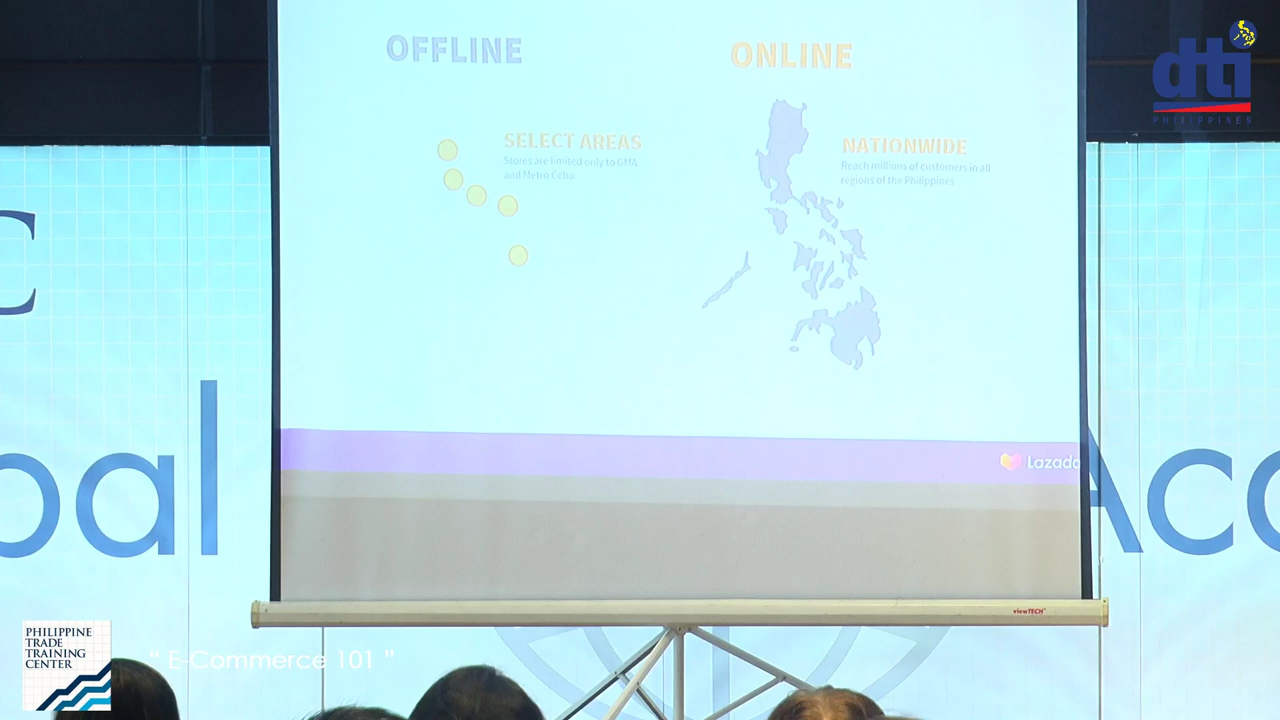 OFFLINE
ONLINE
SELECT AREAS
Stores are limited only to GMA
and Metro Cebu
NATIONWIDE
Reach millions of customers in all
regions of the Philippines
Lazada
viewTECH
dti
PHILIPPINES
C
bal
Acc
PHILIPPINE
TRADE
TRAINING
CENTER
" E-Commerce 101 "